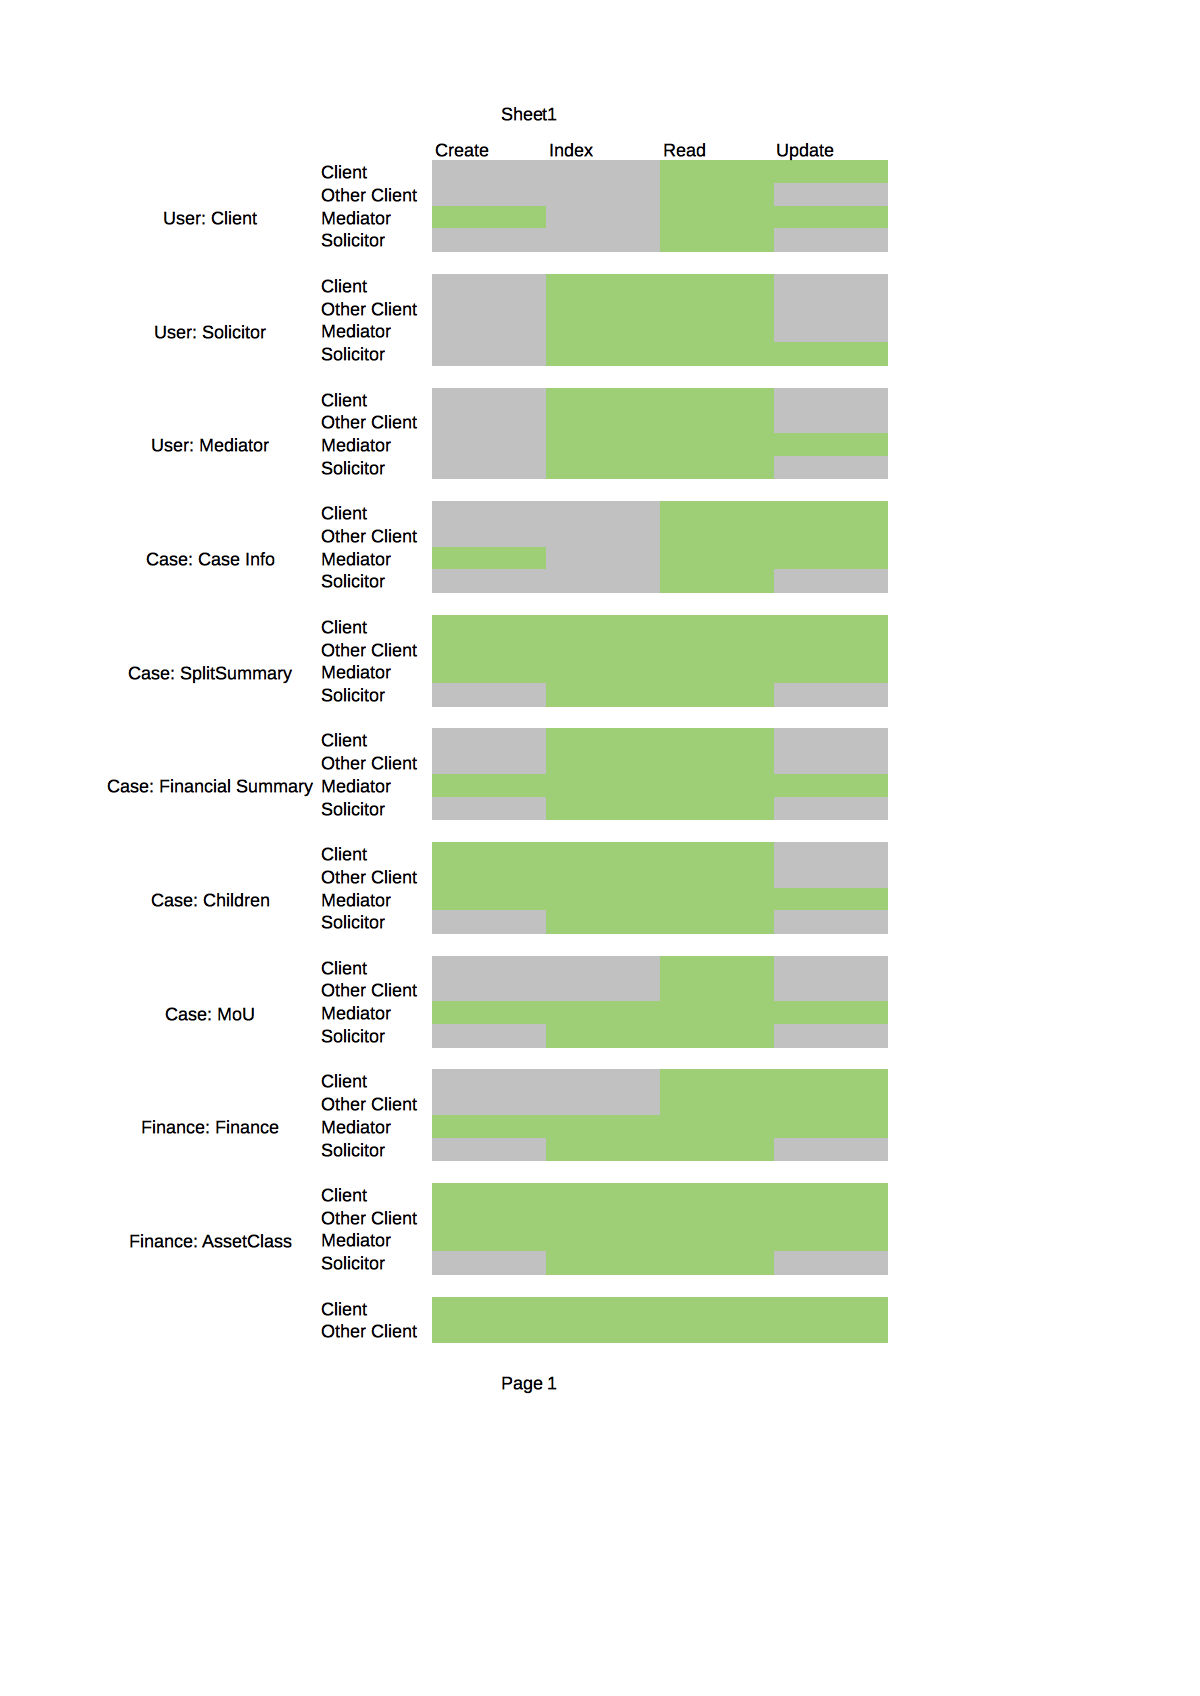 Sheet1
Create Index Read Update
Client
Other Client
User: Client Mediator
Solicitor
Client
Other Client
User: Solicitor Mediator
Solicitor
Client
Other Client
User: Mediator Mediator
Solicitor
Client
Other Client
Case: Case Info Mediator
Solicitor
Client
Other Client
Case: SplitSummary Mediator
Solicitor
Client
Other Client
Case: Financial Summary Mediator
Solicitor
Client
Other Client
Case: Children Mediator
Solicitor
Client
Other Client
Case: MoU Mediator
Solicitor
Client
Other Client
Finance: Finance Mediator
Solicitor
Client
Other Client
Finance: AssetClass Mediator
Solicitor
Client
Other Client
Page 1